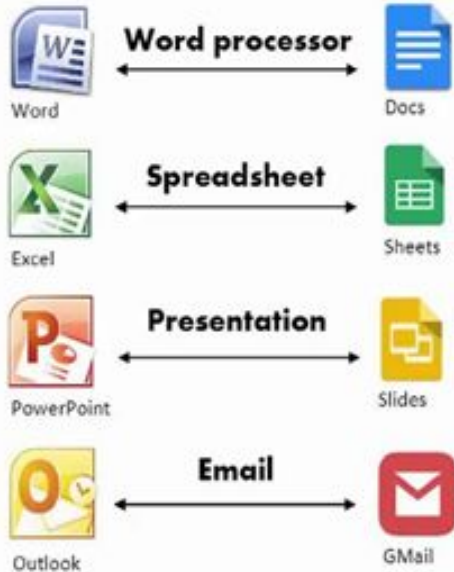 W
Word processor
Word
Docs
X
Spreadsheet
Excel
Sheets
P
Presentation
PowerPoint
Slides
O
Email
Outlook
GMail